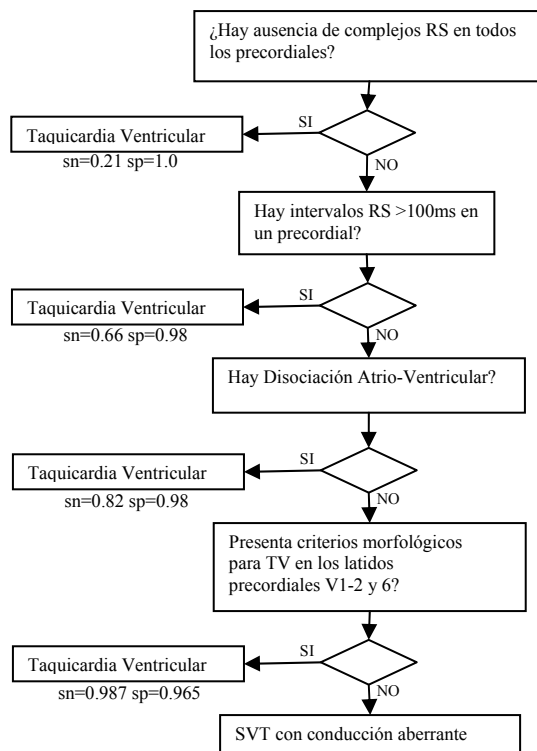 ¿Hay ausencia de complejos RS en todos
los precordiales?
SI
Taquicardia Ventricular
sn=0.21 sp=1.0
NO
Hay intervalos RS >100ms en
un precordial?
SI
Taquicardia Ventricular
sn=0.66 sp=0.98
NO
Hay Disociación Atrio-Ventricular?
SI
Taquicardia Ventricular
sn=0.82 sp=0.98
NO
Presenta criterios morfológicos
para TV en los latidos
precordiales V1-2 y 6?
SI
Taquicardia Ventricular
sn=0.987 sp=0.965
NO
SVT con conducción aberrante